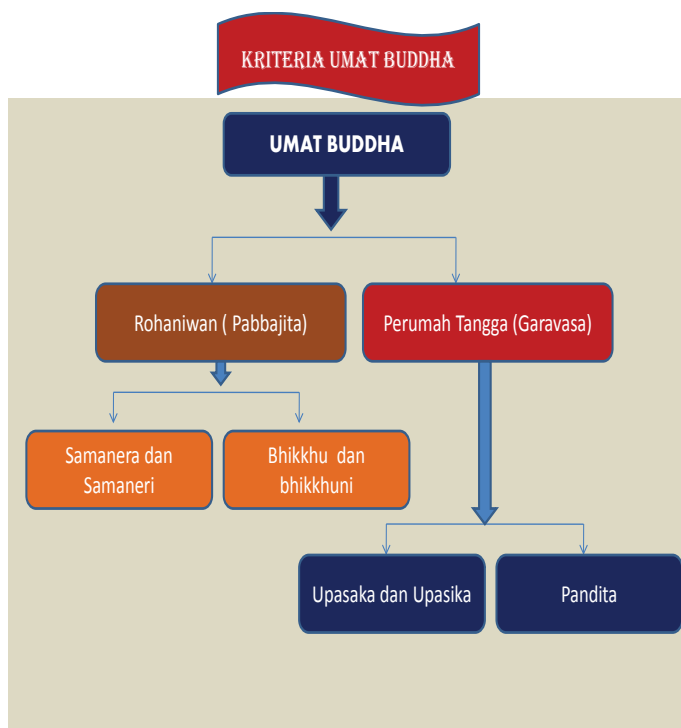 KRITERIA UMAT BUDDHA
UMAT BUDDHA
Rohaniwan ( Pabbajita)
Perumah Tangga (Garavasa)
Samanera dan
Samaneri
Bhikkhu dan
bhikkhuni
Upasaka dan Upasika
Pandita